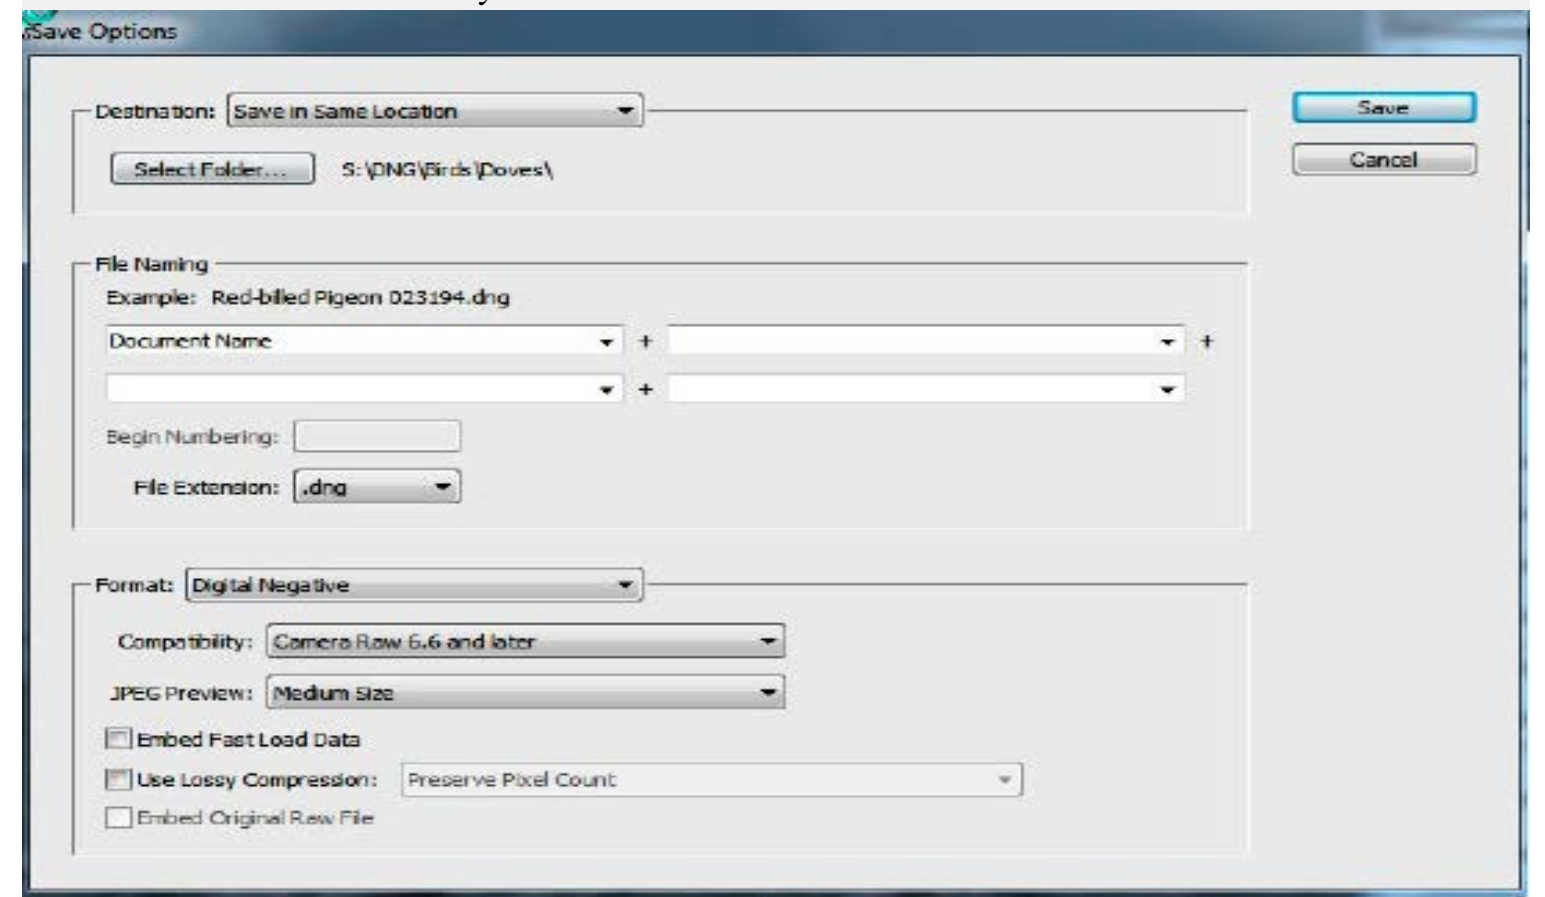 Save Options
Destination: Save in Same Location
Save
Select Folder... S:\DNG\Birds\Doves\
Cancel
File Naming
Example: Red-billed Pigeon 023194.dng
Document Name + +
+
Begin Numbering:
File Extension: .dng
Format: Digital Negative
Compatibility: Camera Raw 6.6 and later
JPEG Preview: Medium Size
Embed Fast Load Data
Use Lossy Compression: Preserve Pixel Count
Embed Original Raw File